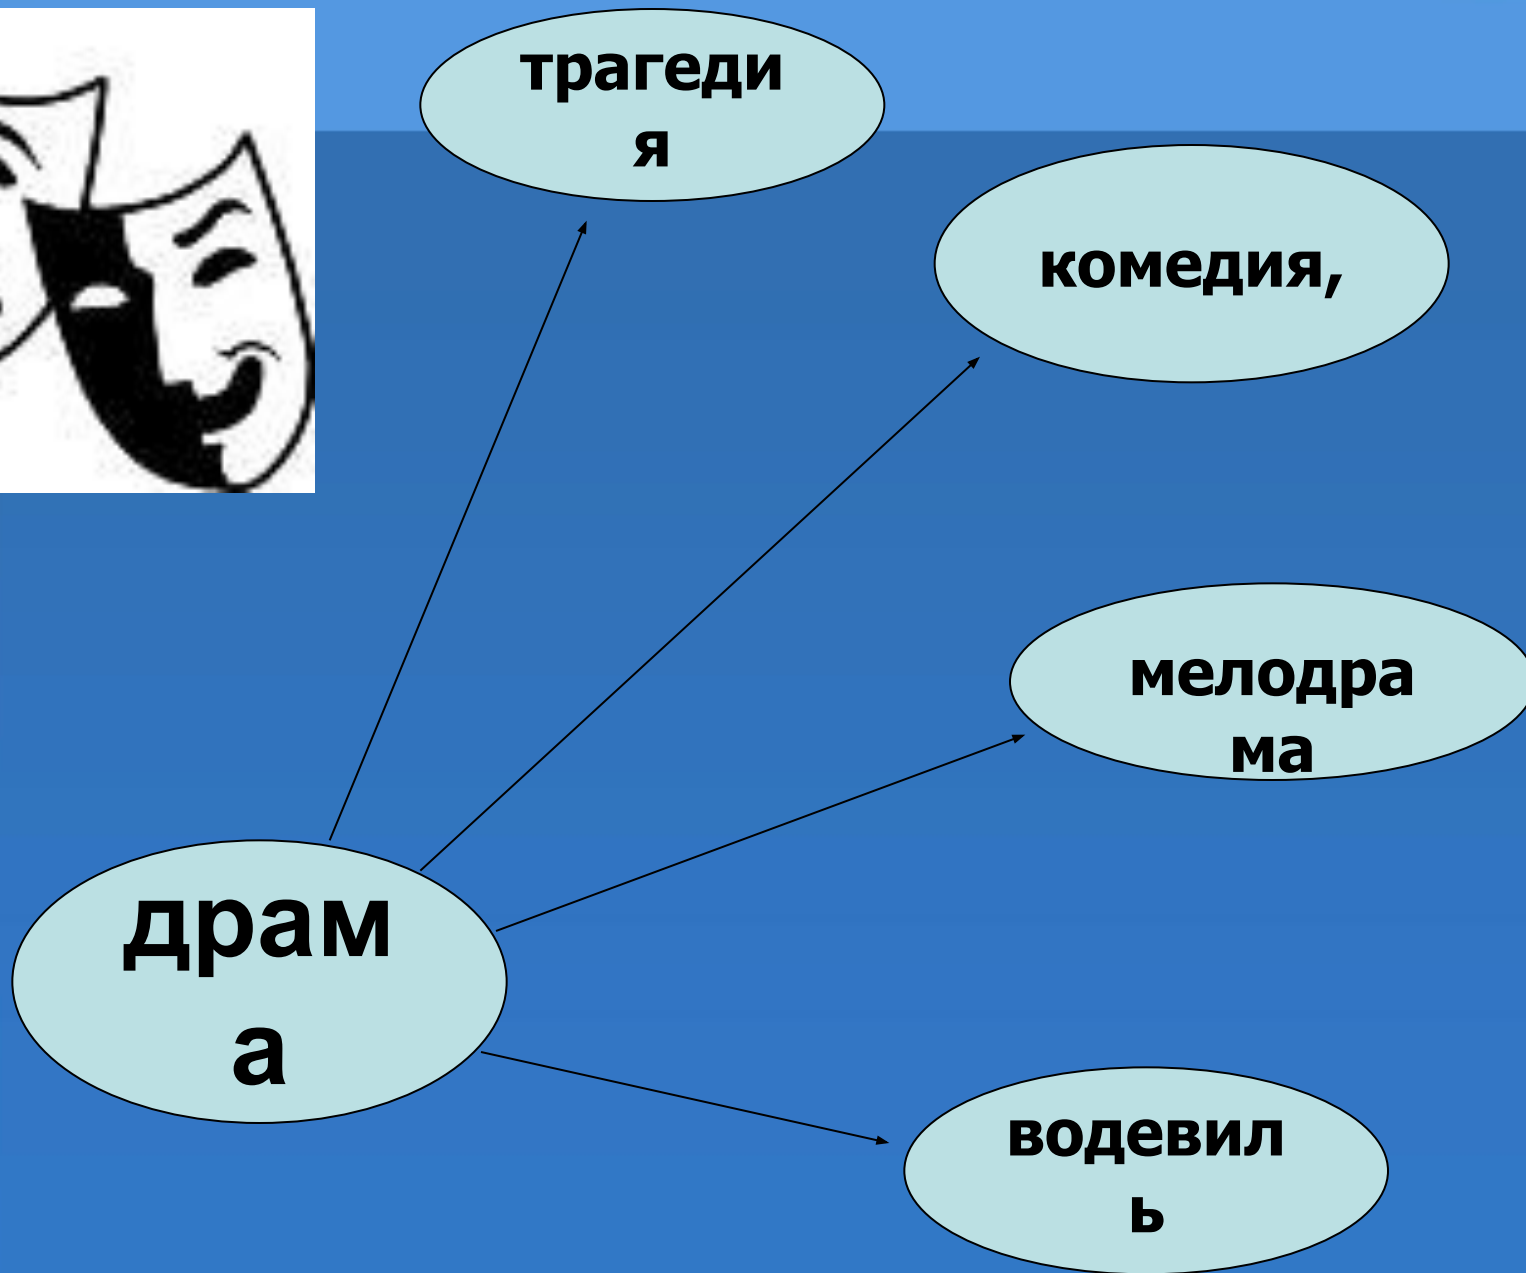 трагеди
я
комедия,
мелодра
ма
драм
а
водевил
ь